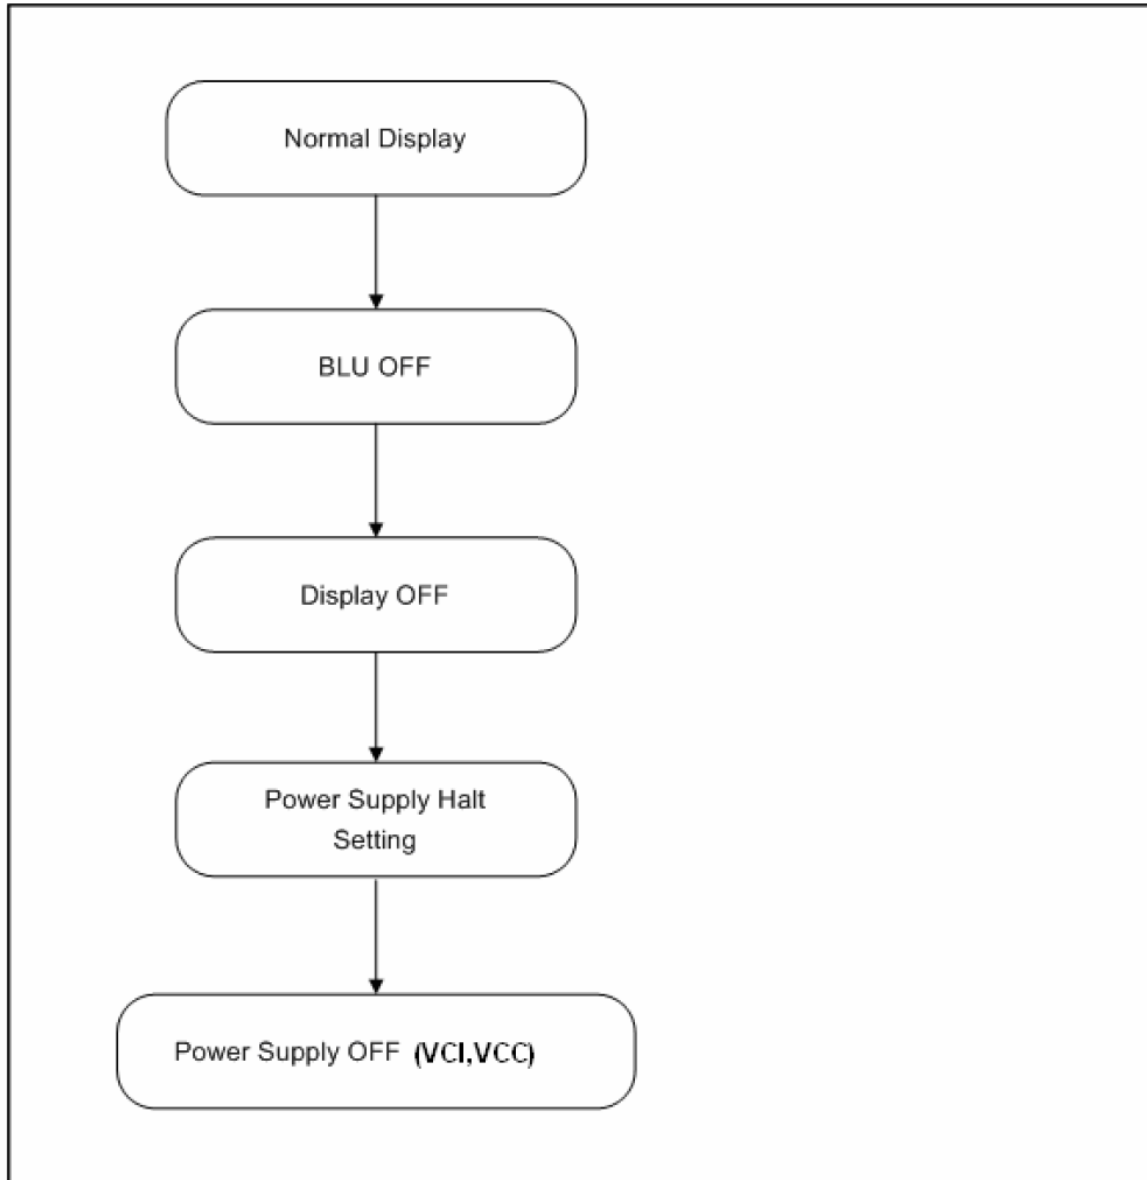 Normal Display
BLU OFF
Display OFF
Power Supply Halt
Setting
Power Supply OFF (VCI,VCC)